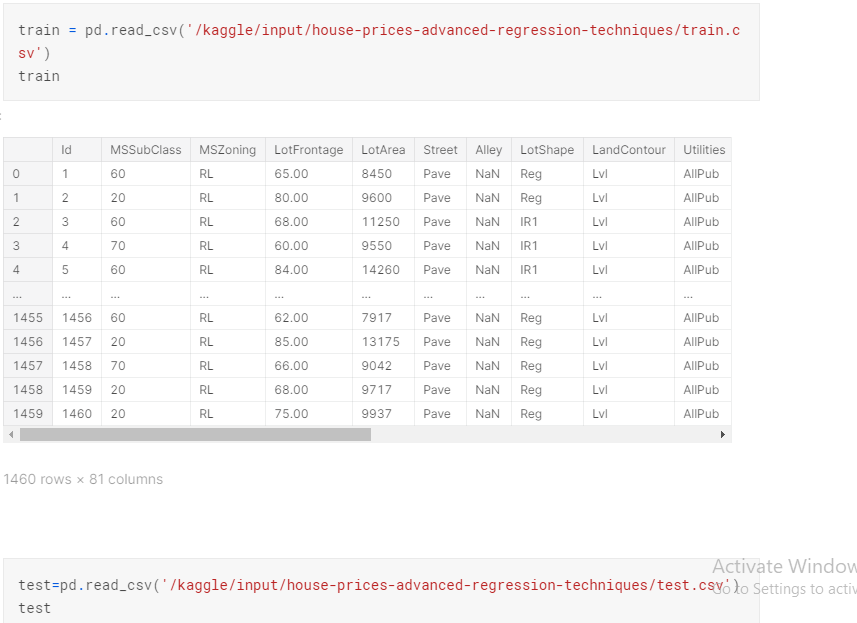 train = pd.read_csv('/kaggle/input/house-prices-advanced-regression-techniques/train.c
sv')
train
Id MSSubClass MSZoning LotFrontage LotArea Street Alley LotShape LandContour Utilities
0 1 60 RL 65.00 8450 Pave NaN Reg Lvl AllPub
1 2 20 RL 80.00 9600 Pave NaN Reg Lvl AllPub
2 3 60 RL 68.00 11250 Pave NaN IR1 Lvl AllPub
3 4 70 RL 60.00 9550 Pave NaN IR1 Lvl AllPub
4 5 60 RL 84.00 14260 Pave NaN IR1 Lvl AllPub
... ... ... ... ... ... ... ... ... ... ...
1455 1456 60 RL 62.00 7917 Pave NaN Reg Lvl AllPub
1456 1457 20 RL 85.00 13175 Pave NaN Reg Lvl AllPub
1457 1458 70 RL 66.00 9042 Pave NaN Reg Lvl AllPub
1458 1459 20 RL 68.00 9717 Pave NaN Reg Lvl AllPub
1459 1460 20 RL 75.00 9937 Pave NaN Reg Lvl AllPub
1460 rows × 81 columns
Activate Window
test=pd.read_csv('/kaggle/input/house-prices-advanced-regression-techniques/test.csv')
Go to Settings to activ
test